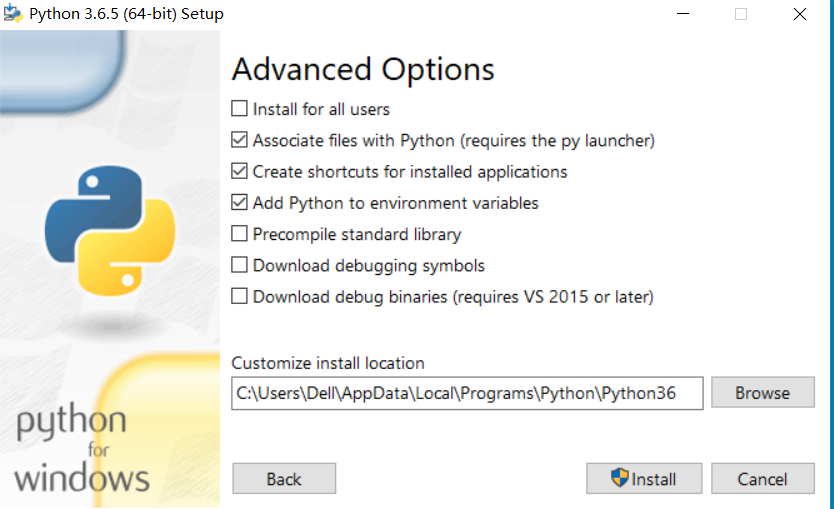 Python 3.6.5 (64-bit) Setup
Advanced Options
Install for all users
Associate files with Python (requires the py launcher)
Create shortcuts for installed applications
Add Python to environment variables
Precompile standard library
Download debugging symbols
Download debug binaries (requires VS 2015 or later)
Customize install location
C:\Users\Dell\AppData\Local\Programs\Python\Python36
Browse
python
for
windows
Back
Install
Cancel